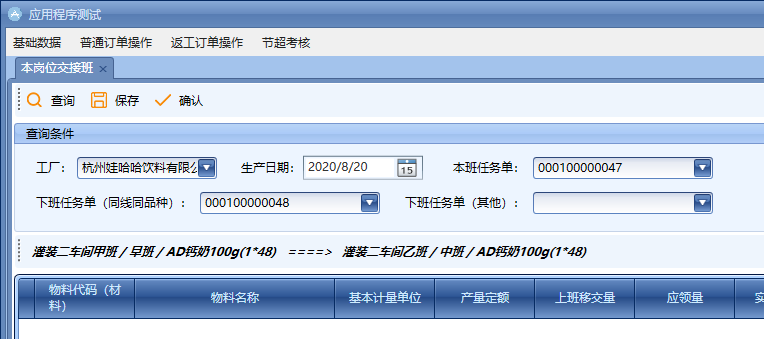 应用程序测试
基础数据 普通订单操作 返工订单操作 节超考核
本岗位交接班
查询 保存 确认
查询条件
工厂: 杭州娃哈哈饮料有限 生产日期: 2020/8/20 15 本班任务单: 000100000047
下班任务单（同线同品种）: 000100000048 下班任务单（其他）:
灌装二车间甲班 / 早班 / AD钙奶100g(1*48) ====> 灌装二车间乙班 / 中班 / AD钙奶100g(1*48)
物料代码（材料） 物料名称 基本计量单位 产量定额 上班移交量 应领量